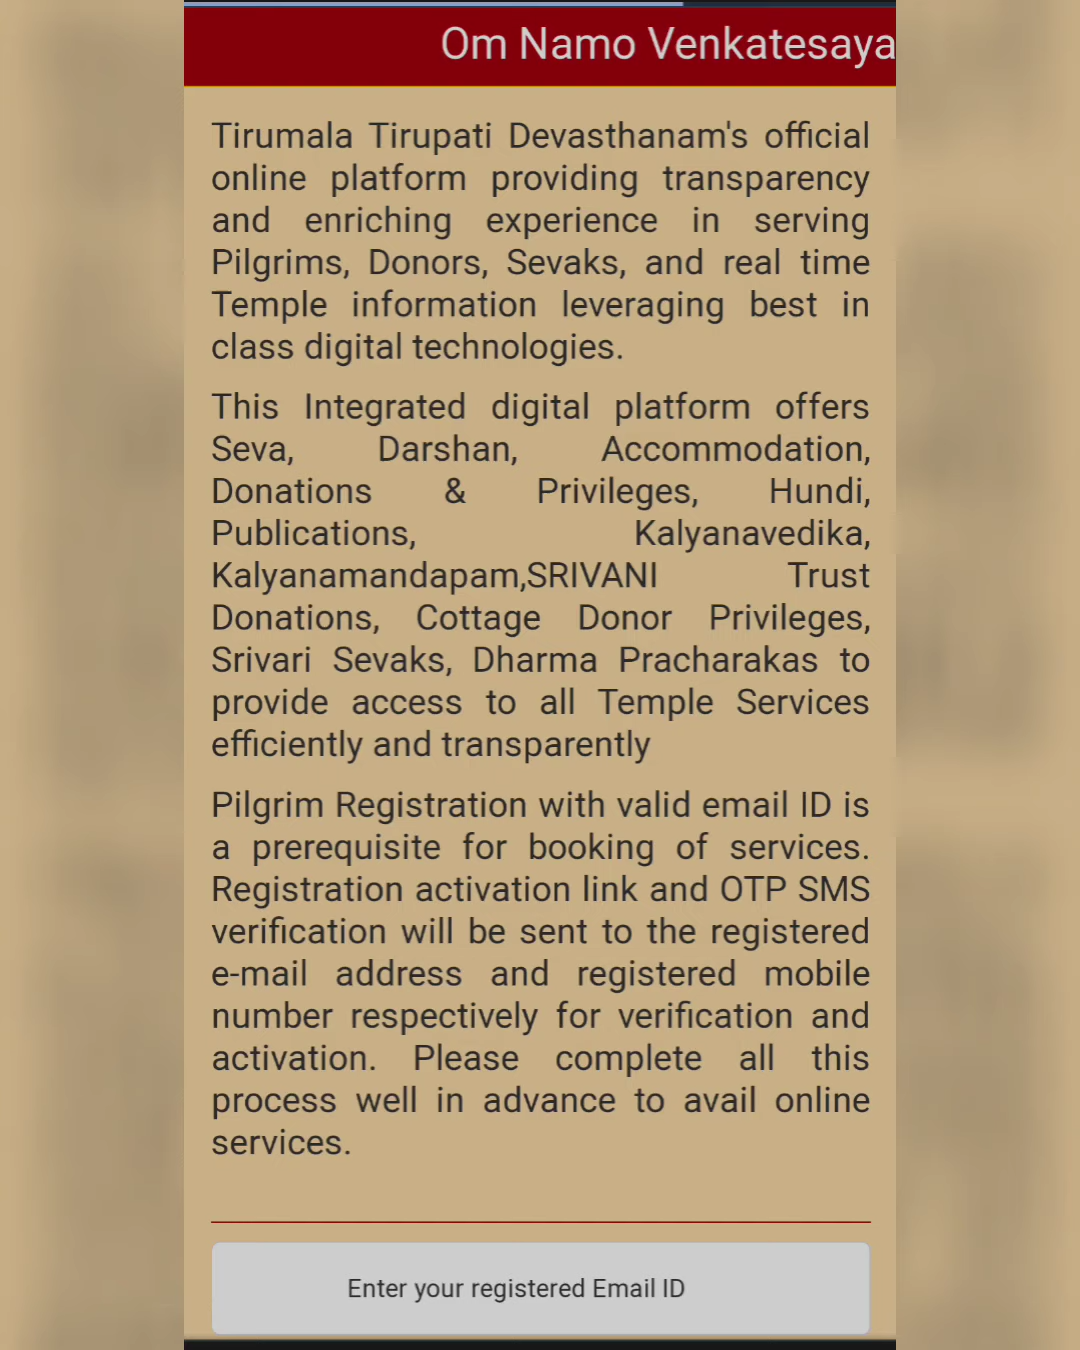 Om Namo Venkatesaya
Tirumala Tirupati Devasthanam's official
online platform providing transparency
and enriching experience in serving
Pilgrims, Donors, Sevaks, and real time
Temple information leveraging best in
class digital technologies.
This Integrated digital platform offers
Seva, Darshan, Accommodation,
Donations & Privileges, Hundi,
Publications, Kalyanavedika,
Kalyanamandapam,SRIVANI Trust
Donations, Cottage Donor Privileges,
Srivari Sevaks, Dharma Pracharakas to
provide access to all Temple Services
efficiently and transparently
Pilgrim Registration with valid email ID is
a prerequisite for booking of services.
Registration activation link and OTP SMS
verification will be sent to the registered
e-mail address and registered mobile
number respectively for verification and
activation. Please complete all this
process well in advance to avail online
services.
Enter your registered Email ID